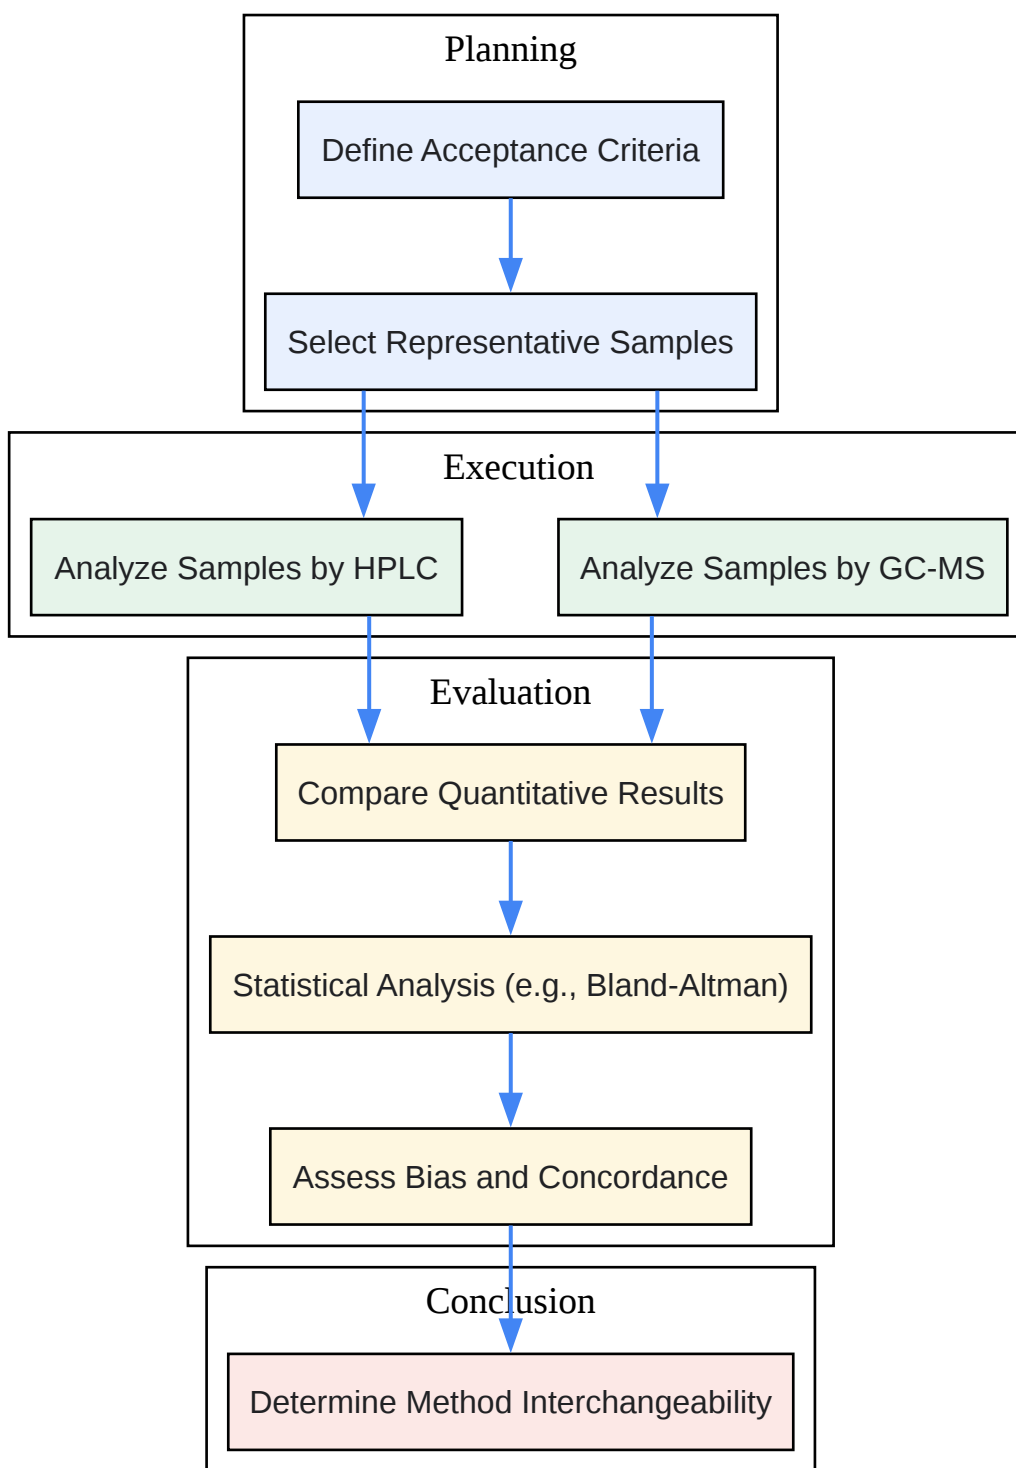 Planning
Define Acceptance Criteria
Select Representative Samples
Execution
Analyze Samples by HPLC
Analyze Samples by GC-MS
Evaluation
Compare Quantitative Results
Statistical Analysis (e.g., Bland-Altman)
Assess Bias and Concordance
Conclusion
Determine Method Interchangeability